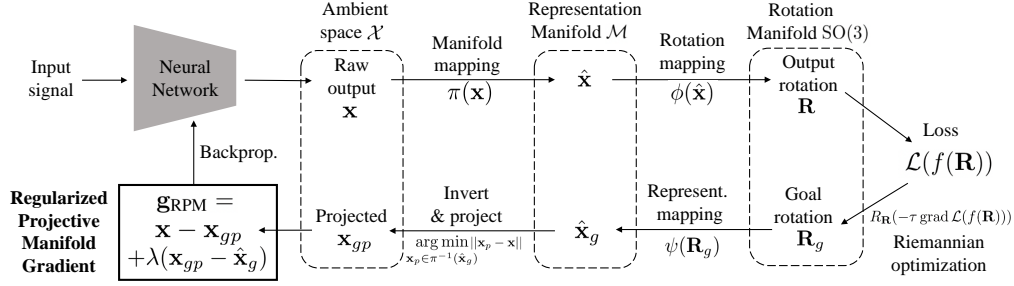 Ambient
space 𝒳
Representation
Manifold ℳ
Rotation
Manifold SO(3)
Input
signal
Neural
Network
Raw
output
x
Manifold
mapping
π(x)
x̂
Rotation
mapping
ϕ(x̂)
Output
rotation
R
Loss
ℒ(f(R))
Backprop.
Regularized
Projective
Manifold
Gradient
g_RPM =
x − x_gp
+λ(x_gp − x̂_g)
Projected
x_gp
Invert
& project
arg min ||x_p − x||
x_p∈π⁻¹(x̂_g)
x̂_g
Represent.
mapping
ψ(R_g)
Goal
rotation
R_g
R_R(−τ grad ℒ(f(R)))
Riemannian
optimization